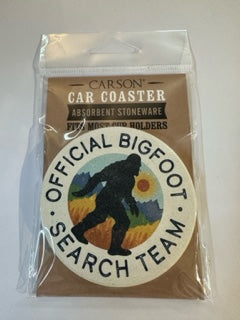 CARSON®
CAR COASTER
ABSORBENT STONEWARE
FITS MOST CUP HOLDERS
• OFFICIAL BIGFOOT •
SEARCH TEAM